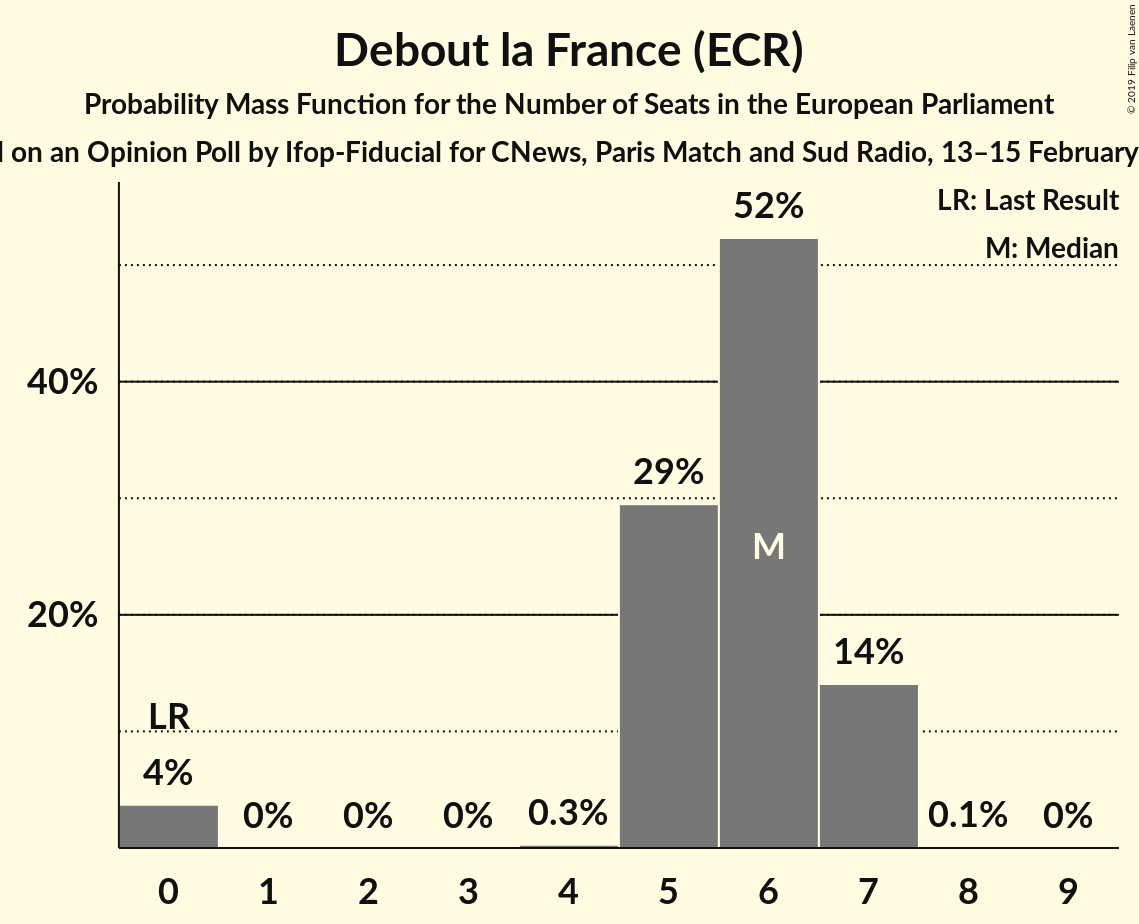 Debout la France (ECR)
Probability Mass Function for the Number of Seats in the European Parliament
on an Opinion Poll by Ifop-Fiducial for CNews, Paris Match and Sud Radio, 13–15 February
© 2019 Filip van Laenen
LR: Last Result
M: Median
52%
40%
29%
M
20%
14%
LR
4%
0%
0%
0%
0.3%
0.1%
0%
0 1 2 3 4 5 6 7 8 9